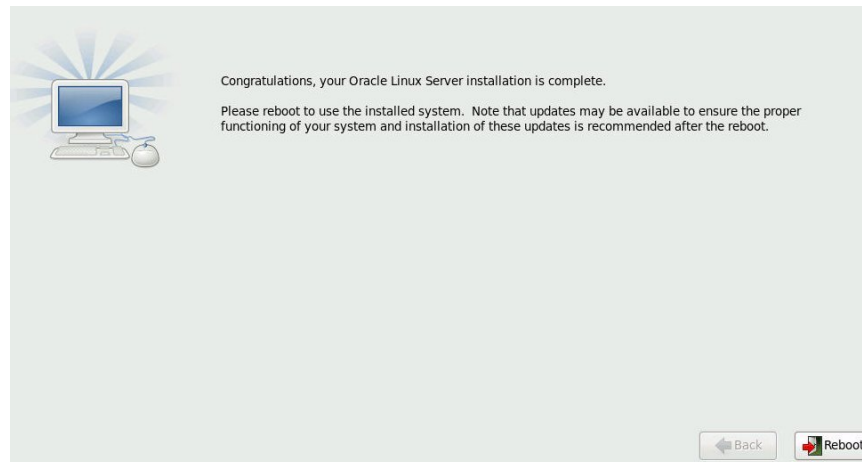 Congratulations, your Oracle Linux Server installation is complete.
Please reboot to use the installed system.  Note that updates may be available to ensure the proper
functioning of your system and installation of these updates is recommended after the reboot.
Back
Reboot